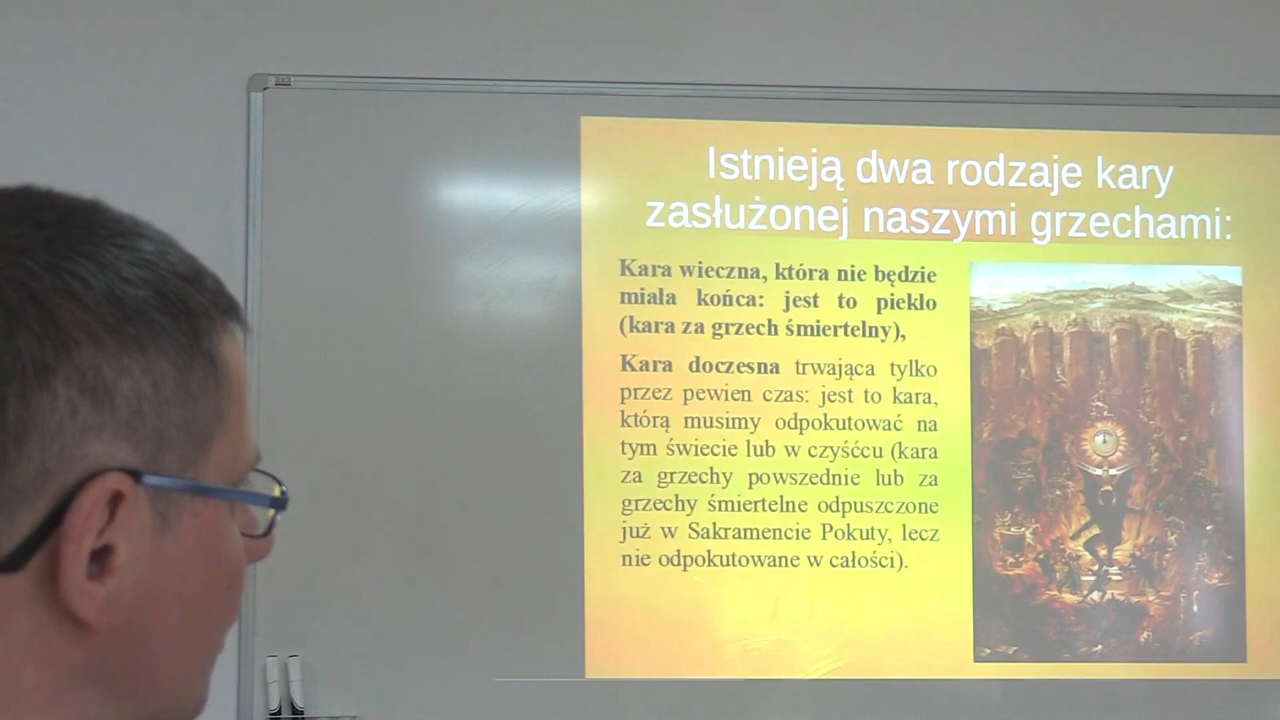 Istnieją dwa rodzaje kary
zasłużonej naszymi grzechami:
Kara wieczna, która nie będzie
miała końca: jest to piekło
(kara za grzech śmiertelny),
Kara doczesna trwająca tylko
przez pewien czas: jest to kara,
którą musimy odpokutować na
tym świecie lub w czyśćcu (kara
za grzechy powszednie lub za
grzechy śmiertelne odpuszczone
już w Sakramencie Pokuty, lecz
nie odpokutowane w całości).